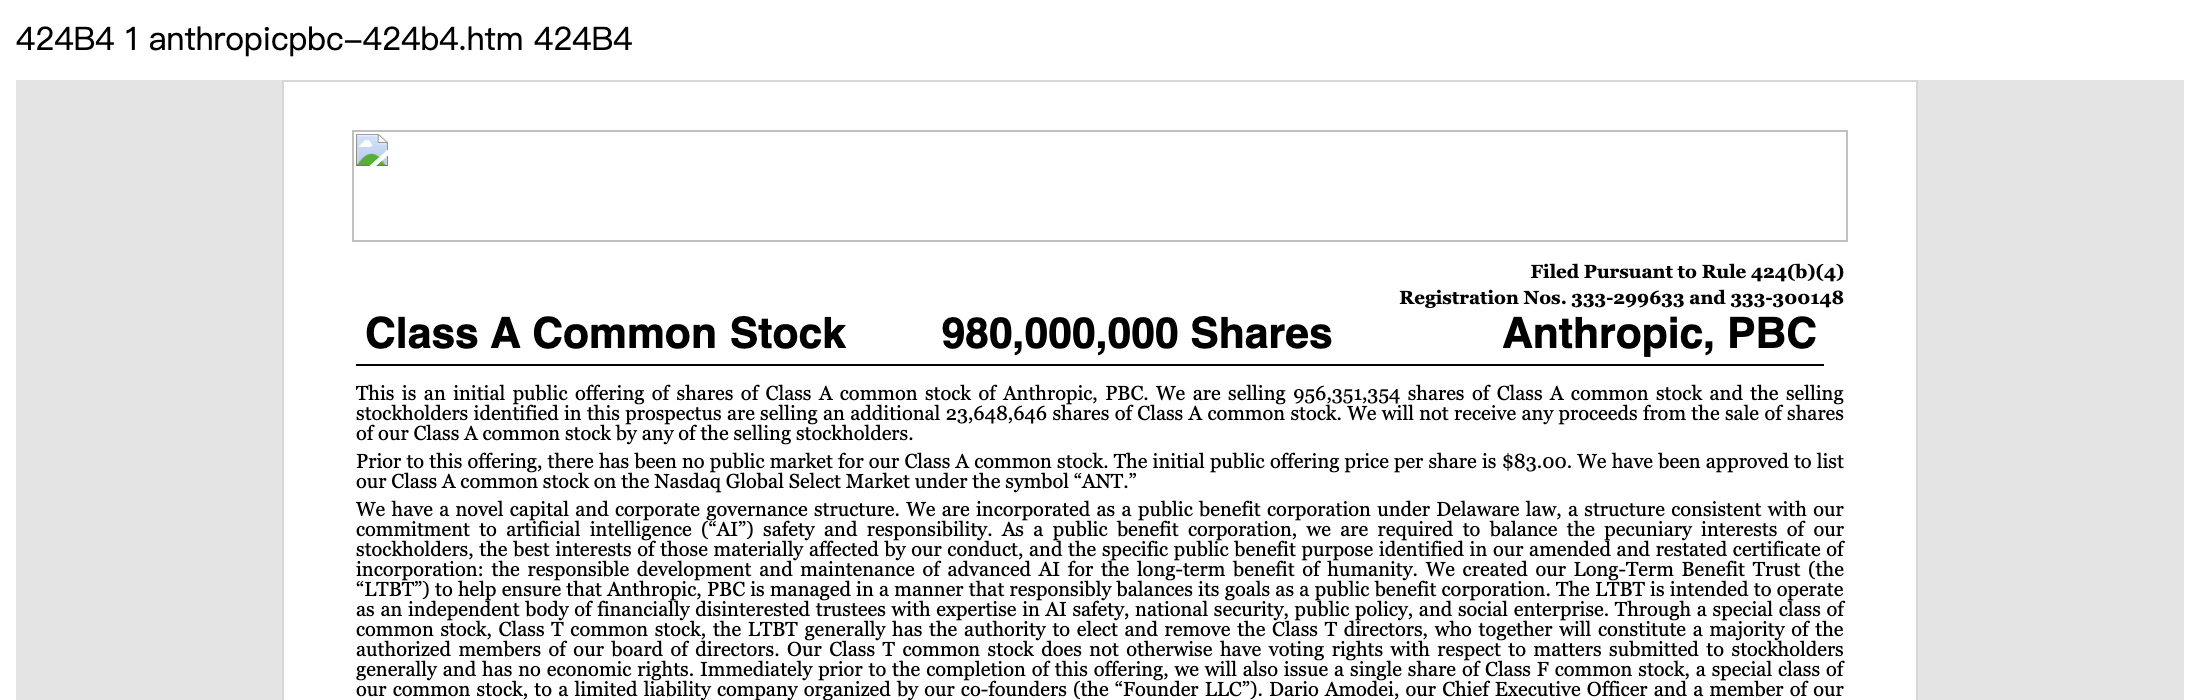 424B4 1 anthropicpbc–424b4.htm 424B4
Filed Pursuant to Rule 424(b)(4)
Registration Nos. 333-299633 and 333-300148
Class A Common Stock 980,000,000 Shares Anthropic, PBC
This is an initial public offering of shares of Class A common stock of Anthropic, PBC. We are selling 956,351,354 shares of Class A common stock and the selling
stockholders identified in this prospectus are selling an additional 23,648,646 shares of Class A common stock. We will not receive any proceeds from the sale of shares
of our Class A common stock by any of the selling stockholders.
Prior to this offering, there has been no public market for our Class A common stock. The initial public offering price per share is $83.00. We have been approved to list
our Class A common stock on the Nasdaq Global Select Market under the symbol “ANT.”
We have a novel capital and corporate governance structure. We are incorporated as a public benefit corporation under Delaware law, a structure consistent with our
commitment to artificial intelligence (“AI”) safety and responsibility. As a public benefit corporation, we are required to balance the pecuniary interests of our
stockholders, the best interests of those materially affected by our conduct, and the specific public benefit purpose identified in our amended and restated certificate of
incorporation: the responsible development and maintenance of advanced AI for the long-term benefit of humanity. We created our Long-Term Benefit Trust (the
“LTBT”) to help ensure that Anthropic, PBC is managed in a manner that responsibly balances its goals as a public benefit corporation. The LTBT is intended to operate
as an independent body of financially disinterested trustees with expertise in AI safety, national security, public policy, and social enterprise. Through a special class of
common stock, Class T common stock, the LTBT generally has the authority to elect and remove the Class T directors, who together will constitute a majority of the
authorized members of our board of directors. Our Class T common stock does not otherwise have voting rights with respect to matters submitted to stockholders
generally and has no economic rights. Immediately prior to the completion of this offering, we will also issue a single share of Class F common stock, a special class of
our common stock, to a limited liability company organized by our co-founders (the “Founder LLC”). Dario Amodei, our Chief Executive Officer and a member of our